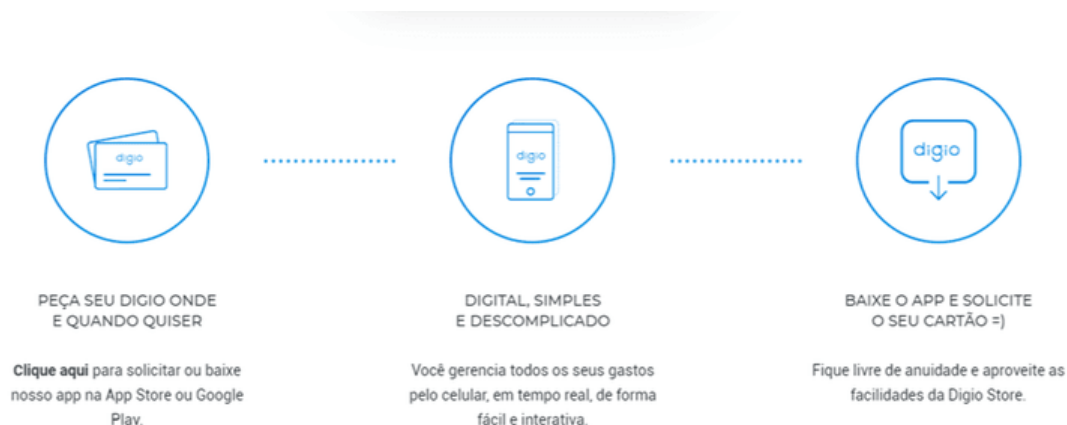 digio
digio
digio
PEÇA SEU DIGIO ONDE
E QUANDO QUISER
Clique aqui para solicitar ou baixe
nosso app na App Store ou Google
Play.
DIGITAL, SIMPLES
E DESCOMPLICADO
Você gerencia todos os seus gastos
pelo celular, em tempo real, de forma
fácil e interativa.
BAIXE O APP E SOLICITE
O SEU CARTÃO =)
Fique livre de anuidade e aproveite as
facilidades da Digio Store.